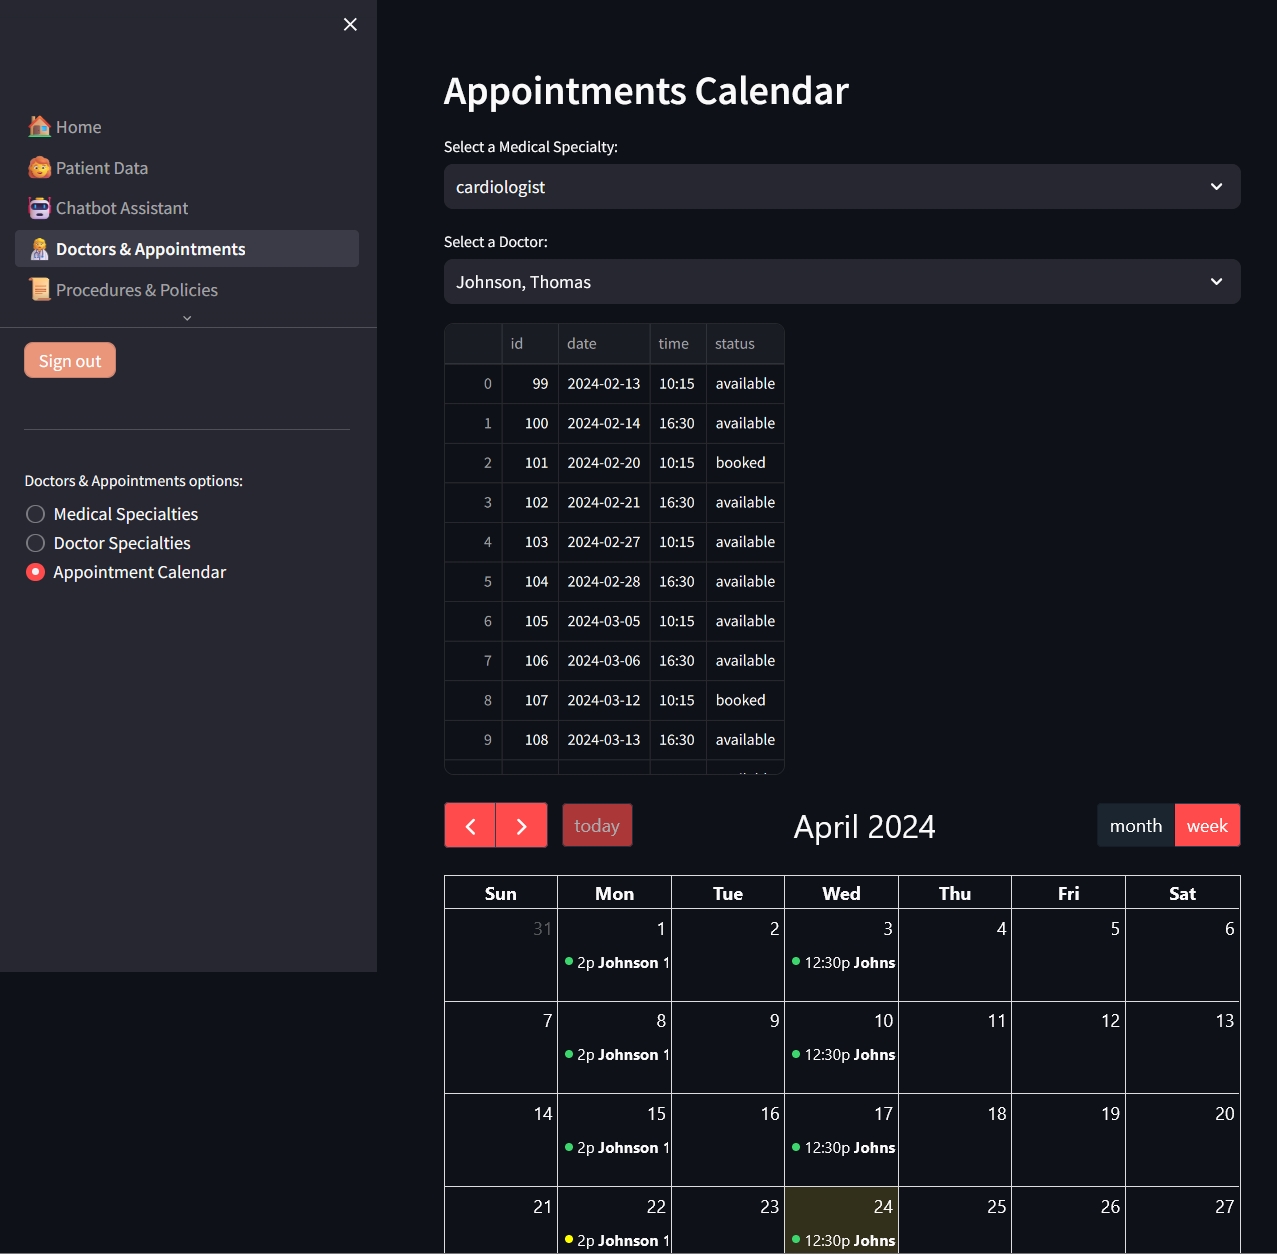 Home
Patient Data
Chatbot Assistant
Doctors & Appointments
Procedures & Policies
Sign out
Doctors & Appointments options:
Medical Specialties
Doctor Specialties
Appointment Calendar
Appointments Calendar
Select a Medical Specialty:
cardiologist
Select a Doctor:
Johnson, Thomas
id date time status
0 99 2024-02-13 10:15 available
1 100 2024-02-14 16:30 available
2 101 2024-02-20 10:15 booked
3 102 2024-02-21 16:30 available
4 103 2024-02-27 10:15 available
5 104 2024-02-28 16:30 available
6 105 2024-03-05 10:15 available
7 106 2024-03-06 16:30 available
8 107 2024-03-12 10:15 booked
9 108 2024-03-13 16:30 available
today April 2024 month week
Sun Mon Tue Wed Thu Fri Sat
31 1 2 3 4 5 6
2p Johnson 1 12:30p Johns
7 8 9 10 11 12 13
2p Johnson 1 12:30p Johns
14 15 16 17 18 19 20
2p Johnson 1 12:30p Johns
21 22 23 24 25 26 27
2p Johnson 1 12:30p Johns